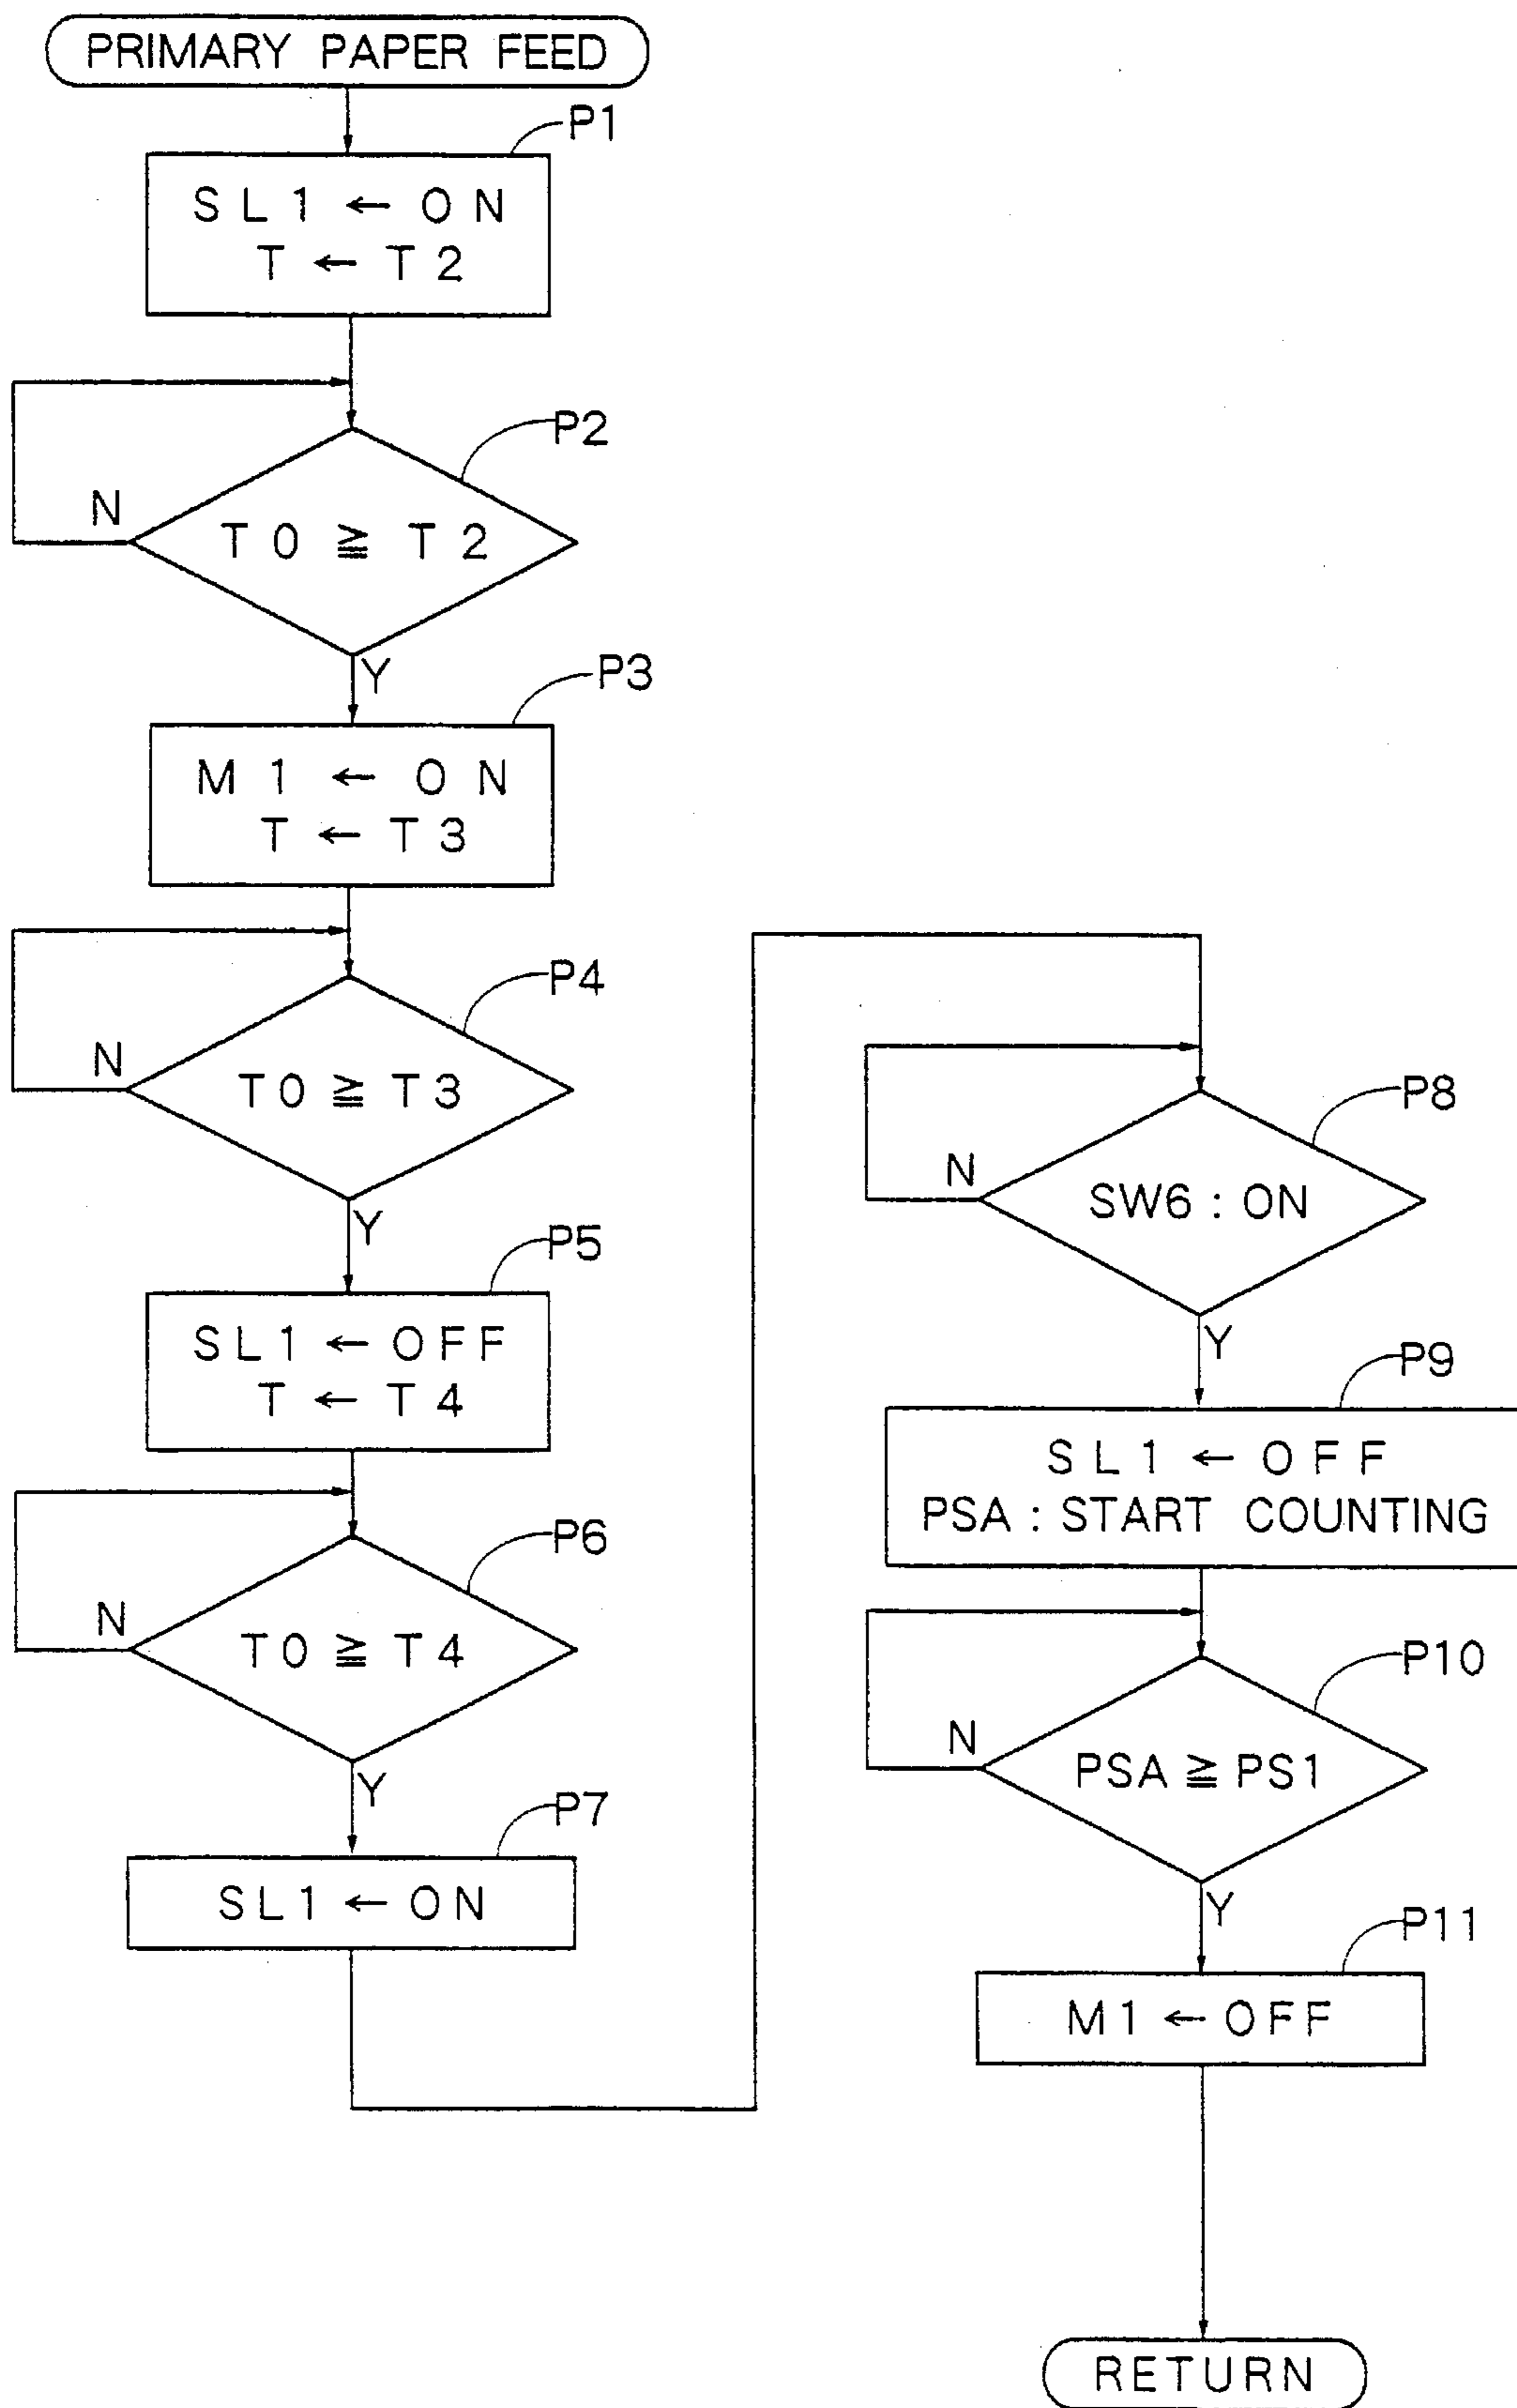 PRIMARY PAPER FEED
P1
SL1 ← ON
T ← T2
P2
N
T0 ≧ T2
Y
P3
M1 ← ON
T ← T3
P4
N
T0 ≧ T3
Y
P5
SL1 ← OFF
T ← T4
P6
N
T0 ≧ T4
Y
P7
SL1 ← ON
P8
N
SW6 : ON
Y
P9
SL1 ← OFF
PSA : START COUNTING
P10
N
PSA ≧ PS1
Y
P11
M1 ← OFF
RETURN